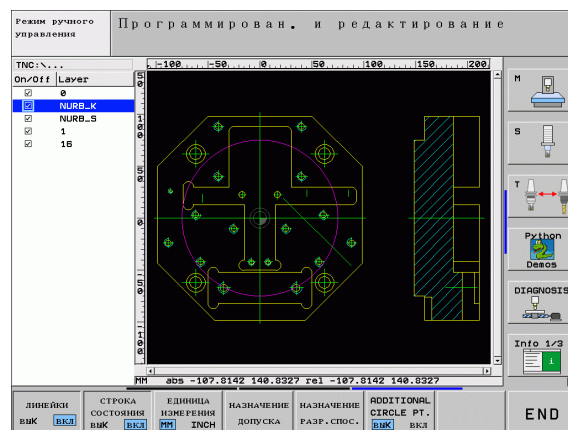 Режим ручного
управления
Программирован. и редактирование
TNC:\...
On/Off Layer
0
NURB_K
NURB_S
1
16
-100 -50 0 50 100 150 200
MM abs -107.8142 140.8327 rel -107.8142 140.8327
M
S
T
Python
Demos
DIAGNOSIS
Info 1/3
i
ЛИНЕЙКИ
ВЫК ВКЛ
СТРОКА
СОСТОЯНИЯ
ВЫК ВКЛ
ЕДИНИЦА
ИЗМЕРЕНИЯ
MM INCH
НАЗНАЧЕНИЕ
ДОПУСКА
НАЗНАЧЕНИЕ
РАЗР.СПОС.
ADDITIONAL
CIRCLE PT.
ВЫК ВКЛ
END